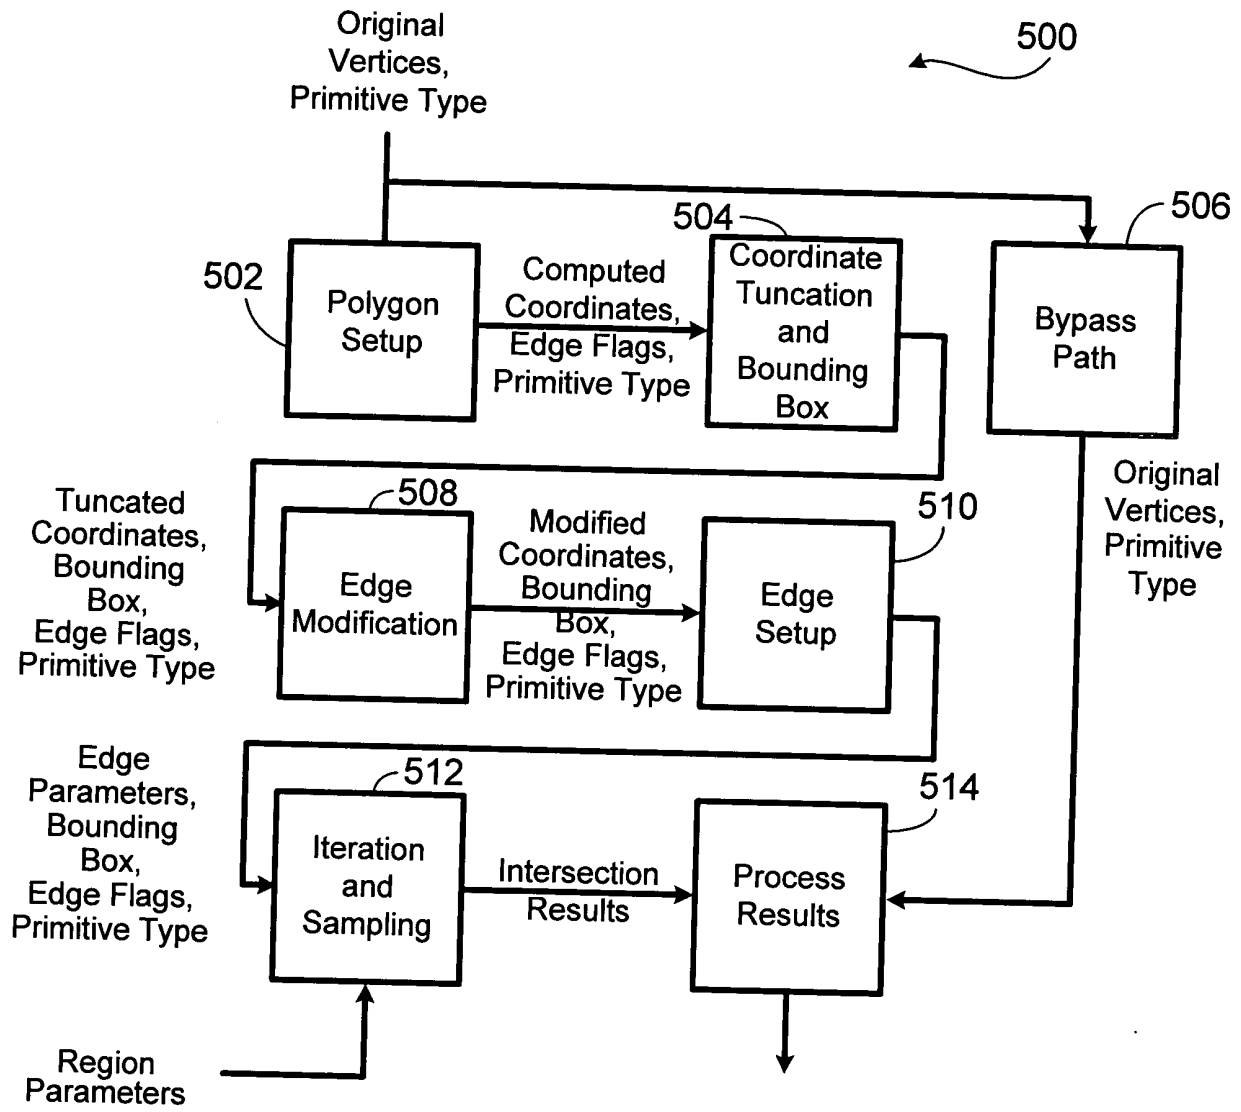 Original
Vertices,
Primitive Type
500
502
Polygon
Setup
Computed
Coordinates,
Edge Flags,
Primitive Type
504
Coordinate
Tuncation
and
Bounding
Box
506
Bypass
Path
Original
Vertices,
Primitive
Type
Tuncated
Coordinates,
Bounding
Box,
Edge Flags,
Primitive Type
508
Edge
Modification
Modified
Coordinates,
Bounding
Box,
Edge Flags,
Primitive Type
510
Edge
Setup
Edge
Parameters,
Bounding
Box,
Edge Flags,
Primitive Type
512
Iteration
and
Sampling
Intersection
Results
514
Process
Results
Region
Parameters